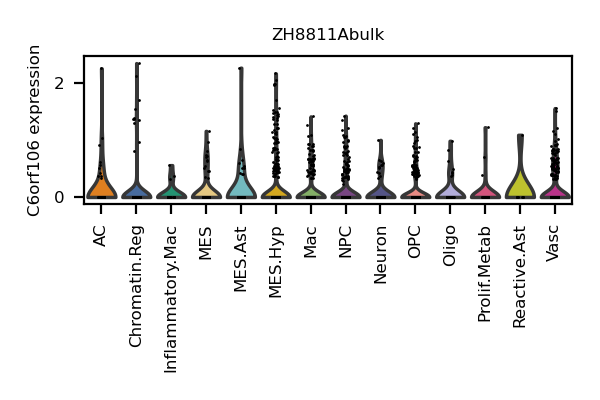 ZH8811Abulk
C6orf106 expression
2
0
AC
Chromatin.Reg
Inflammatory.Mac
MES
MES.Ast
MES.Hyp
Mac
NPC
Neuron
OPC
Oligo
Prolif.Metab
Reactive.Ast
Vasc